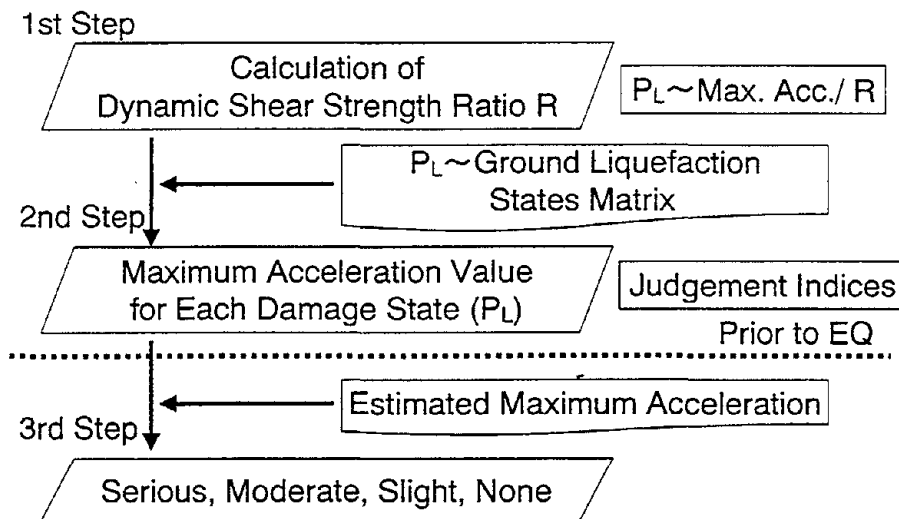 1st Step
Calculation of
Dynamic Shear Strength Ratio R
PL~Max. Acc./ R
PL~Ground Liquefaction
States Matrix
2nd Step
Maximum Acceleration Value
for Each Damage State (PL)
Judgement Indices
Prior to EQ
Estimated Maximum Acceleration
3rd Step
Serious, Moderate, Slight, None